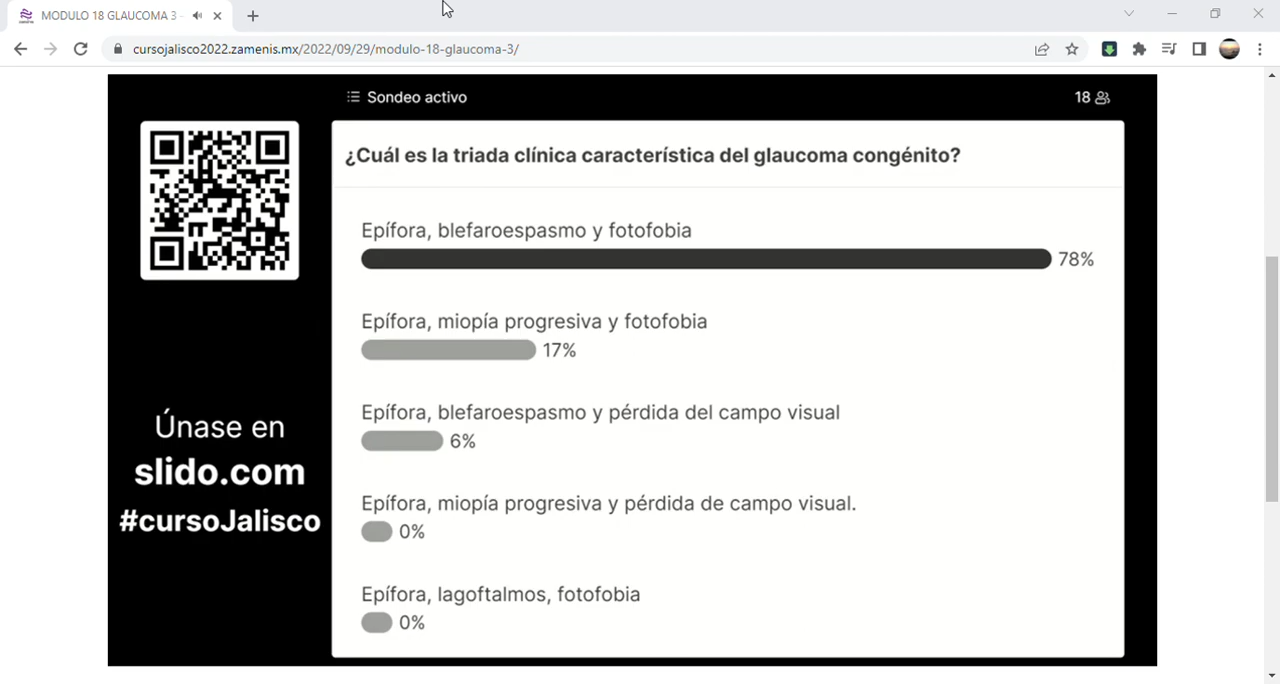 MODULO 18 GLAUCOMA 3 -
cursojalisco2022.zamenis.mx/2022/09/29/modulo-18-glaucoma-3/
Sondeo activo
18
¿Cuál es la triada clínica característica del glaucoma congénito?
Epífora, blefaroespasmo y fotofobia
78%
Epífora, miopía progresiva y fotofobia
17%
Epífora, blefaroespasmo y pérdida del campo visual
6%
Epífora, miopía progresiva y pérdida de campo visual.
0%
Epífora, lagoftalmos, fotofobia
0%
Únase en
slido.com
#cursoJalisco